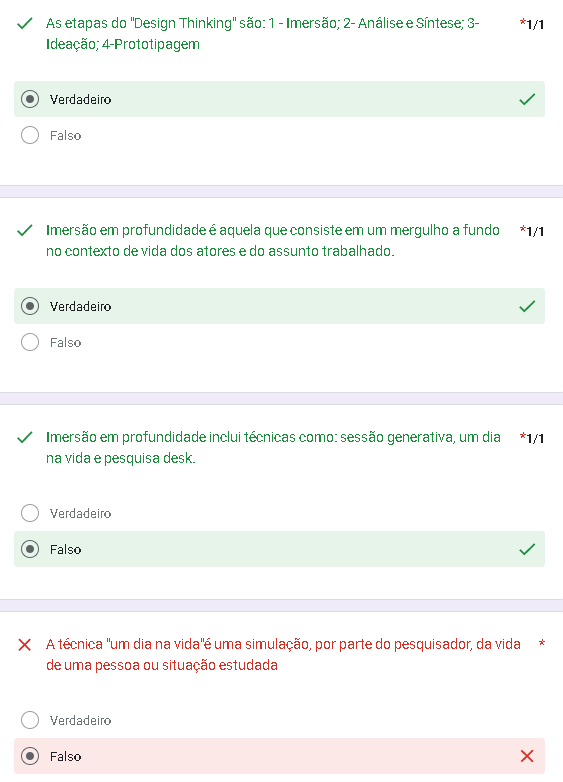 As etapas do "Design Thinking" são: 1 - Imersão; 2- Análise e Síntese; 3- *1/1
Ideação; 4-Prototipagem
Verdadeiro
Falso
Imersão em profundidade é aquela que consiste em um mergulho a fundo *1/1
no contexto de vida dos atores e do assunto trabalhado.
Verdadeiro
Falso
Imersão em profundidade inclui técnicas como: sessão generativa, um dia *1/1
na vida e pesquisa desk.
Verdadeiro
Falso
A técnica "um dia na vida"é uma simulação, por parte do pesquisador, da vida *
de uma pessoa ou situação estudada
Verdadeiro
Falso